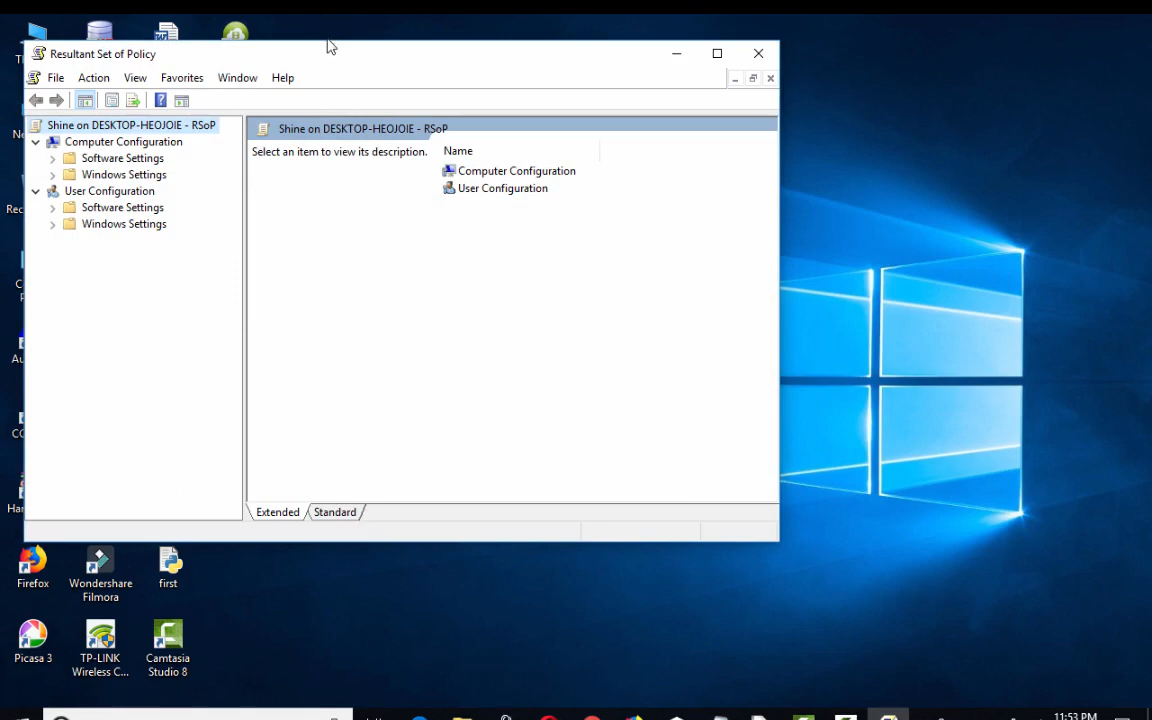 Resultant Set of Policy
File Action View Favorites Window Help
Shine on DESKTOP-HEOJOIE - RSoP
Computer Configuration
Software Settings
Windows Settings
User Configuration
Software Settings
Windows Settings
Shine on DESKTOP-HEOJOIE - RSoP
Select an item to view its description.
Name
Computer Configuration
User Configuration
Extended Standard
Firefox
Wondershare
Filmora
first
Picasa 3
TP-LINK
Wireless C...
Camtasia
Studio 8
11:53 PM